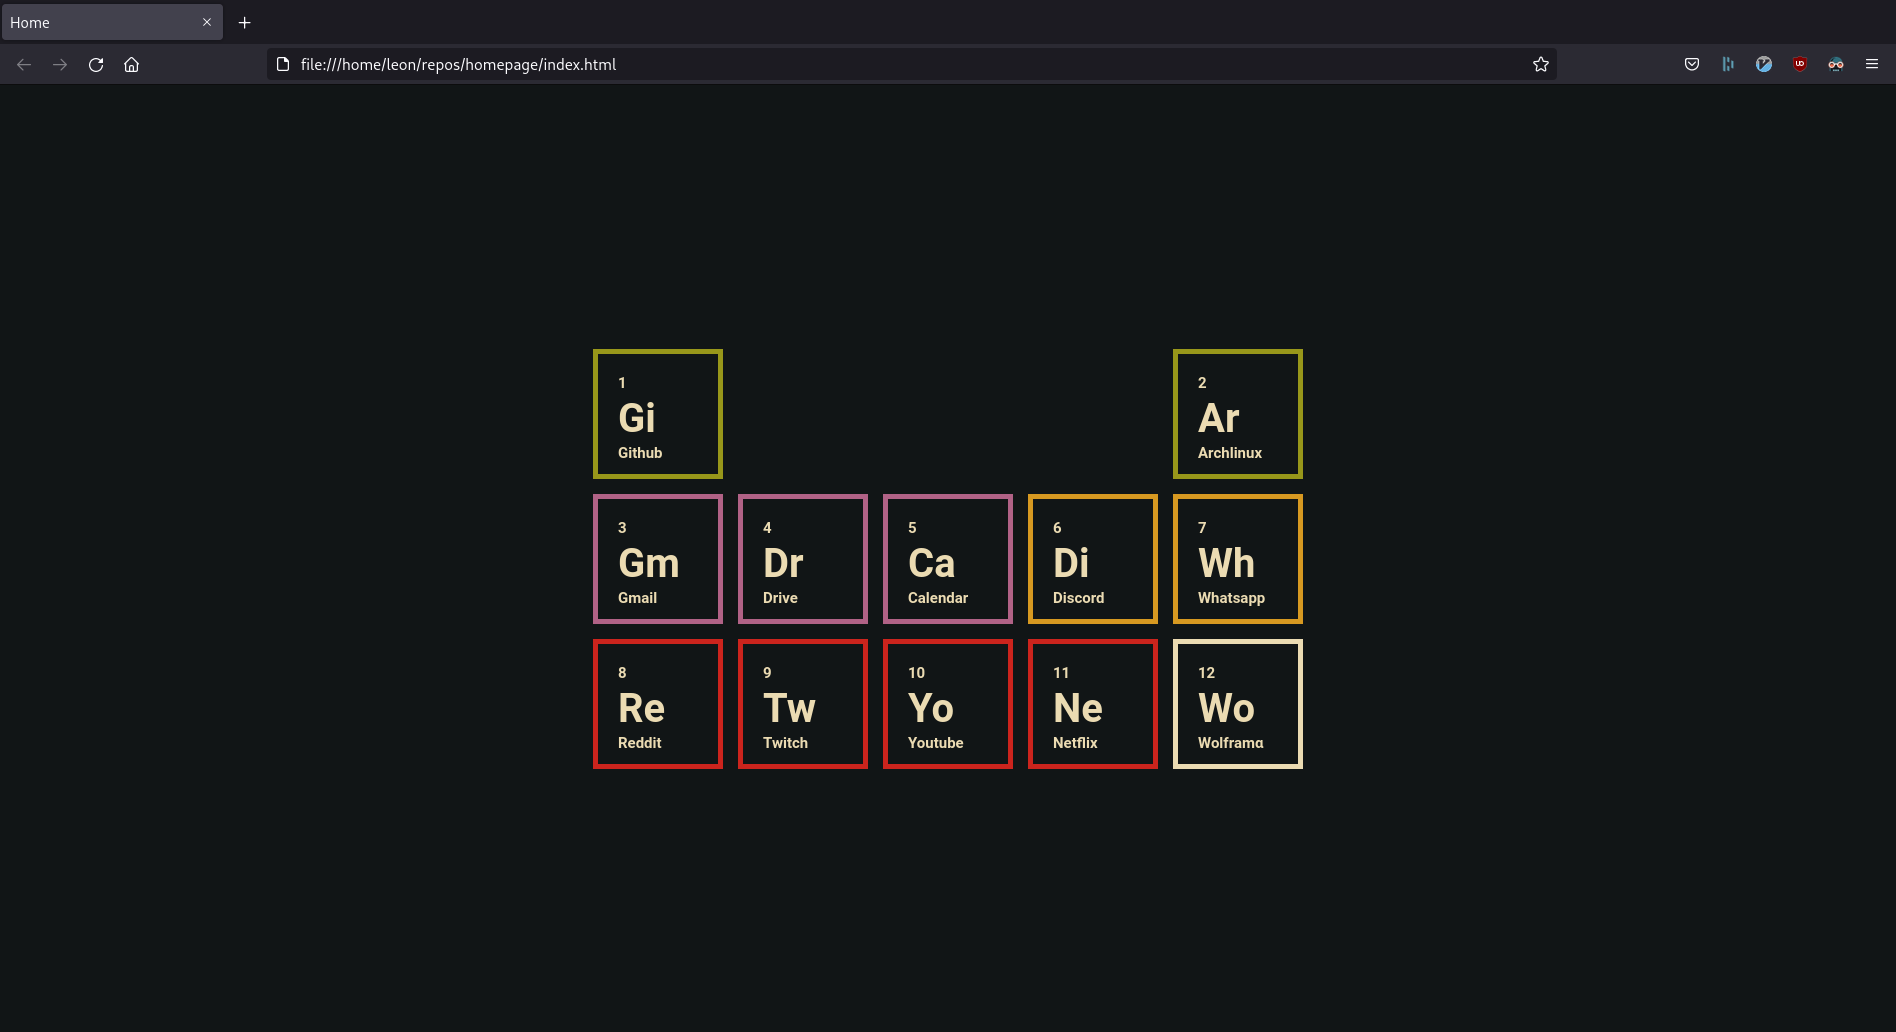 Home
file:///home/leon/repos/homepage/index.html
1
Gi
Github
2
Ar
Archlinux
3
Gm
Gmail
4
Dr
Drive
5
Ca
Calendar
6
Di
Discord
7
Wh
Whatsapp
8
Re
Reddit
9
Tw
Twitch
10
Yo
Youtube
11
Ne
Netflix
12
Wo
Wolframα